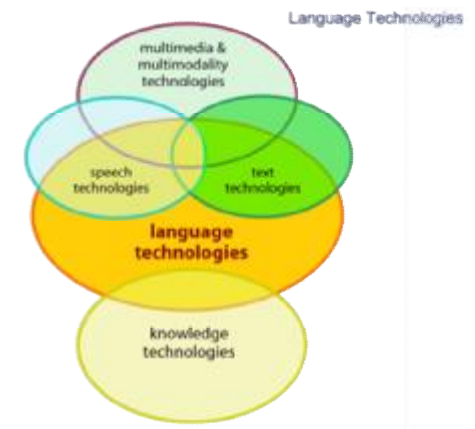 Language Technologies
multimedia &
multimodality
technologies
speech
technologies
text
technologies
language
technologies
knowledge
technologies